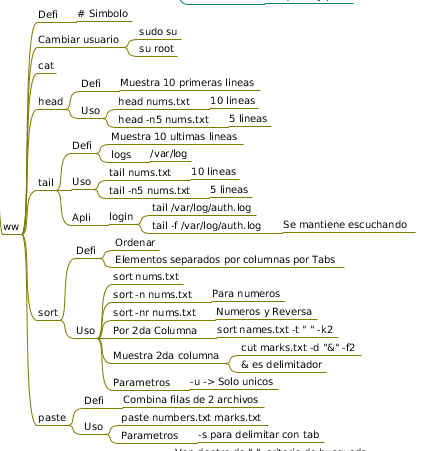 Defi # Simbolo
Cambiar usuario
sudo su
su root
cat
head
Defi Muestra 10 primeras lineas
Uso
head nums.txt 10 lineas
head -n5 nums.txt 5 lineas
tail
Defi
Muestra 10 ultimas lineas
logs /var/log
Uso
tail nums.txt 10 lineas
tail -n5 nums.txt 5 lineas
Apli login
tail /var/log/auth.log
tail -f /var/log/auth.log Se mantiene escuchando
ww
sort
Defi
Ordenar
Elementos separados por columnas por Tabs
Uso
sort nums.txt
sort -n nums.txt Para numeros
sort -nr nums.txt Numeros y Reversa
Por 2da Columna sort names.txt -t " " -k2
Muestra 2da columna
cut marks.txt -d "&" -f2
& es delimitador
Parametros -u -> Solo unicos
paste
Defi Combina filas de 2 archivos
Uso
paste numbers.txt marks.txt
Parametros -s para delimitar con tab